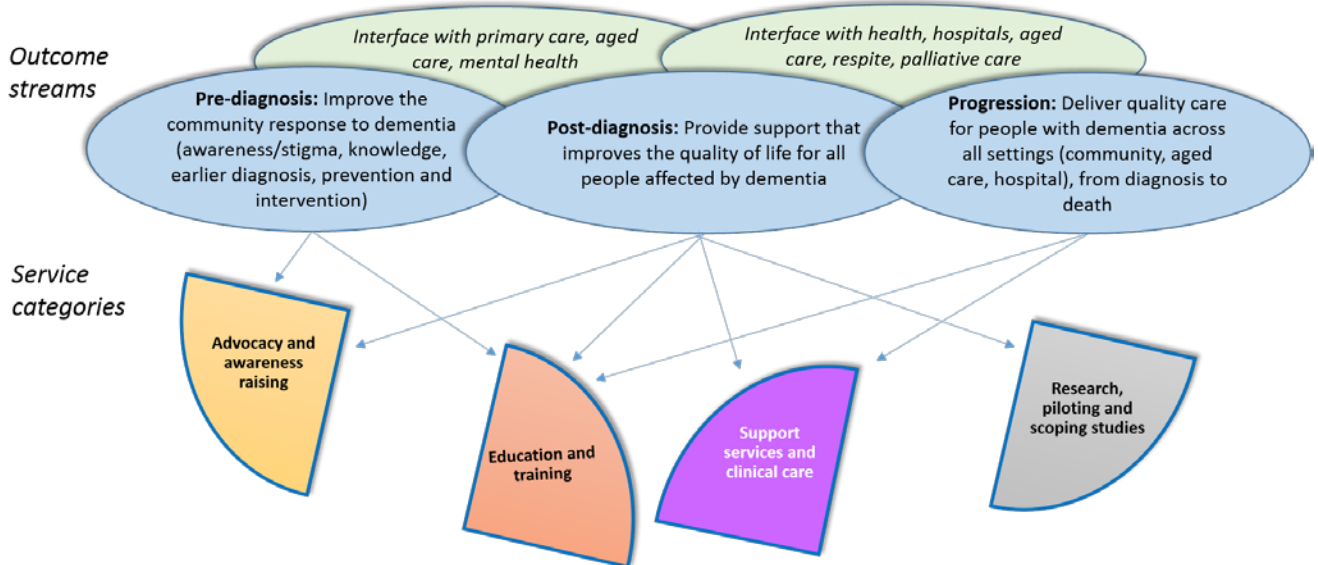 Outcome
streams
Interface with primary care, aged
care, mental health
Interface with health, hospitals, aged
care, respite, palliative care
Pre-diagnosis: Improve the
community response to dementia
(awareness/stigma, knowledge,
earlier diagnosis, prevention and
intervention)
Post-diagnosis: Provide support that
improves the quality of life for all
people affected by dementia
Progression: Deliver quality care
for people with dementia across
all settings (community, aged
care, hospital), from diagnosis to
death
Service
categories
Advocacy and
awareness
raising
Education and
training
Support
services and
clinical care
Research,
piloting and
scoping studies